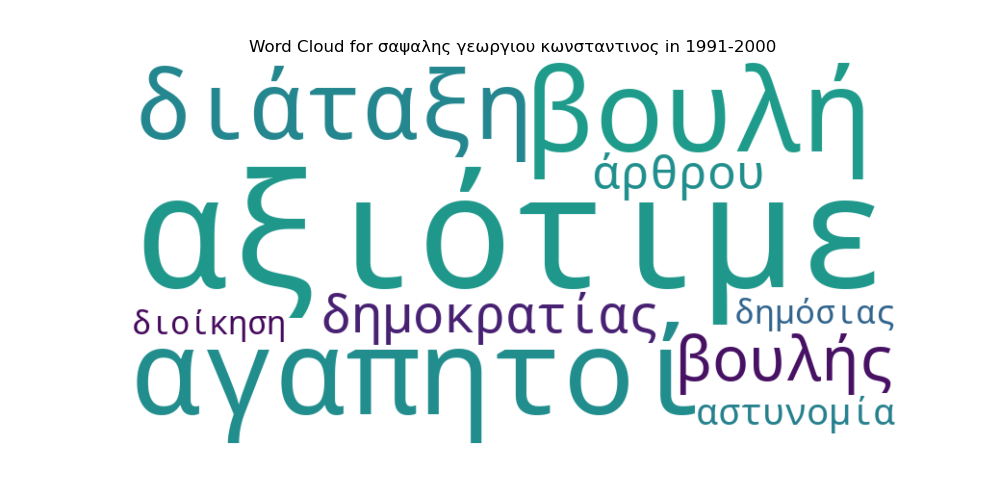 Word Cloud for σαψαλης γεωργιου κωνσταντινος in 1991-2000
διάταξη βουλή
άρθρου
αξιότιμε
διοίκηση δημοκρατίας δημόσιας
αγαπητοί βουλής
αστυνομία